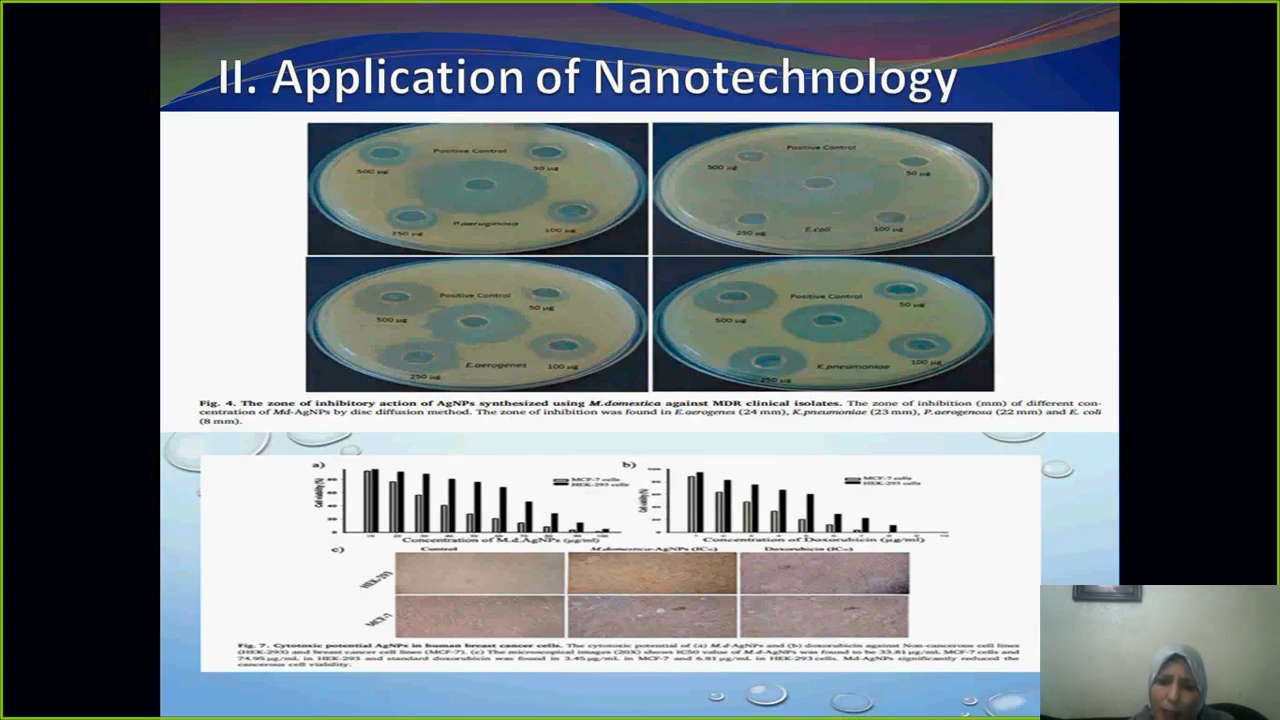 II. Application of Nanotechnology
Positive Control
500 µg
50 µg
P.aeruginosa
250 µg
100 µg
Positive Control
500 µg
50 µg
E.coli
250 µg
100 µg
Positive Control
500 µg
50 µg
E.aerogenes
250 µg
100 µg
Positive Control
500 µg
50 µg
K.pneumoniae
250 µg
100 µg
Fig. 4. The zone of inhibitory action of AgNPs synthesized using M.domestica against MDR clinical isolates. The zone of inhibition (mm) of different con-
centration of Md-AgNPs by disc diffusion method. The zone of inhibition was found in E.aerogenes (24 mm), K.pneumoniae (23 mm), P.aerogenosa (22 mm) and E. coli
(8 mm).
a)
MCF-7 cells
HEK-293 cells
Cell viability (%)
Concentration of M.d.AgNPs (µg/ml)
b)
MCF-7 cells
HEK-293 cells
Cell viability (%)
Concentration of Doxorubicin (µg/ml)
c)
Control
M.domestica-AgNPs (IC₅₀)
Doxorubicin (IC₅₀)
HEK-293
MCF-7
Fig. 7. Cytotoxic potential AgNPs in human breast cancer cells. The cytotoxic potential of (a) M.d-AgNPs and (b) doxorubicin against Non-cancerous cell lines
(HEK-293) and breast cancer cell lines (MCF-7). (c) The microscopical images (20X) shows IC50 value of M.d-AgNPs was found to be 33.81 µg/mL MCF-7 cells and
74.95 µg/mL in HEK-293 and standard doxorubicin was found in 3.45 µg/mL in MCF-7 and 6.81 µg/mL in HEK-293 cells. Md-AgNPs significantly reduced the
cancerous cell viability.